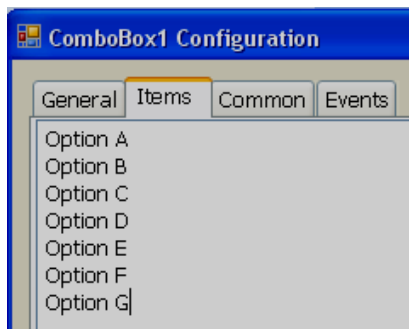 ComboBox1 Configuration
General Items Common Events
Option A
Option B
Option C
Option D
Option E
Option F
Option G